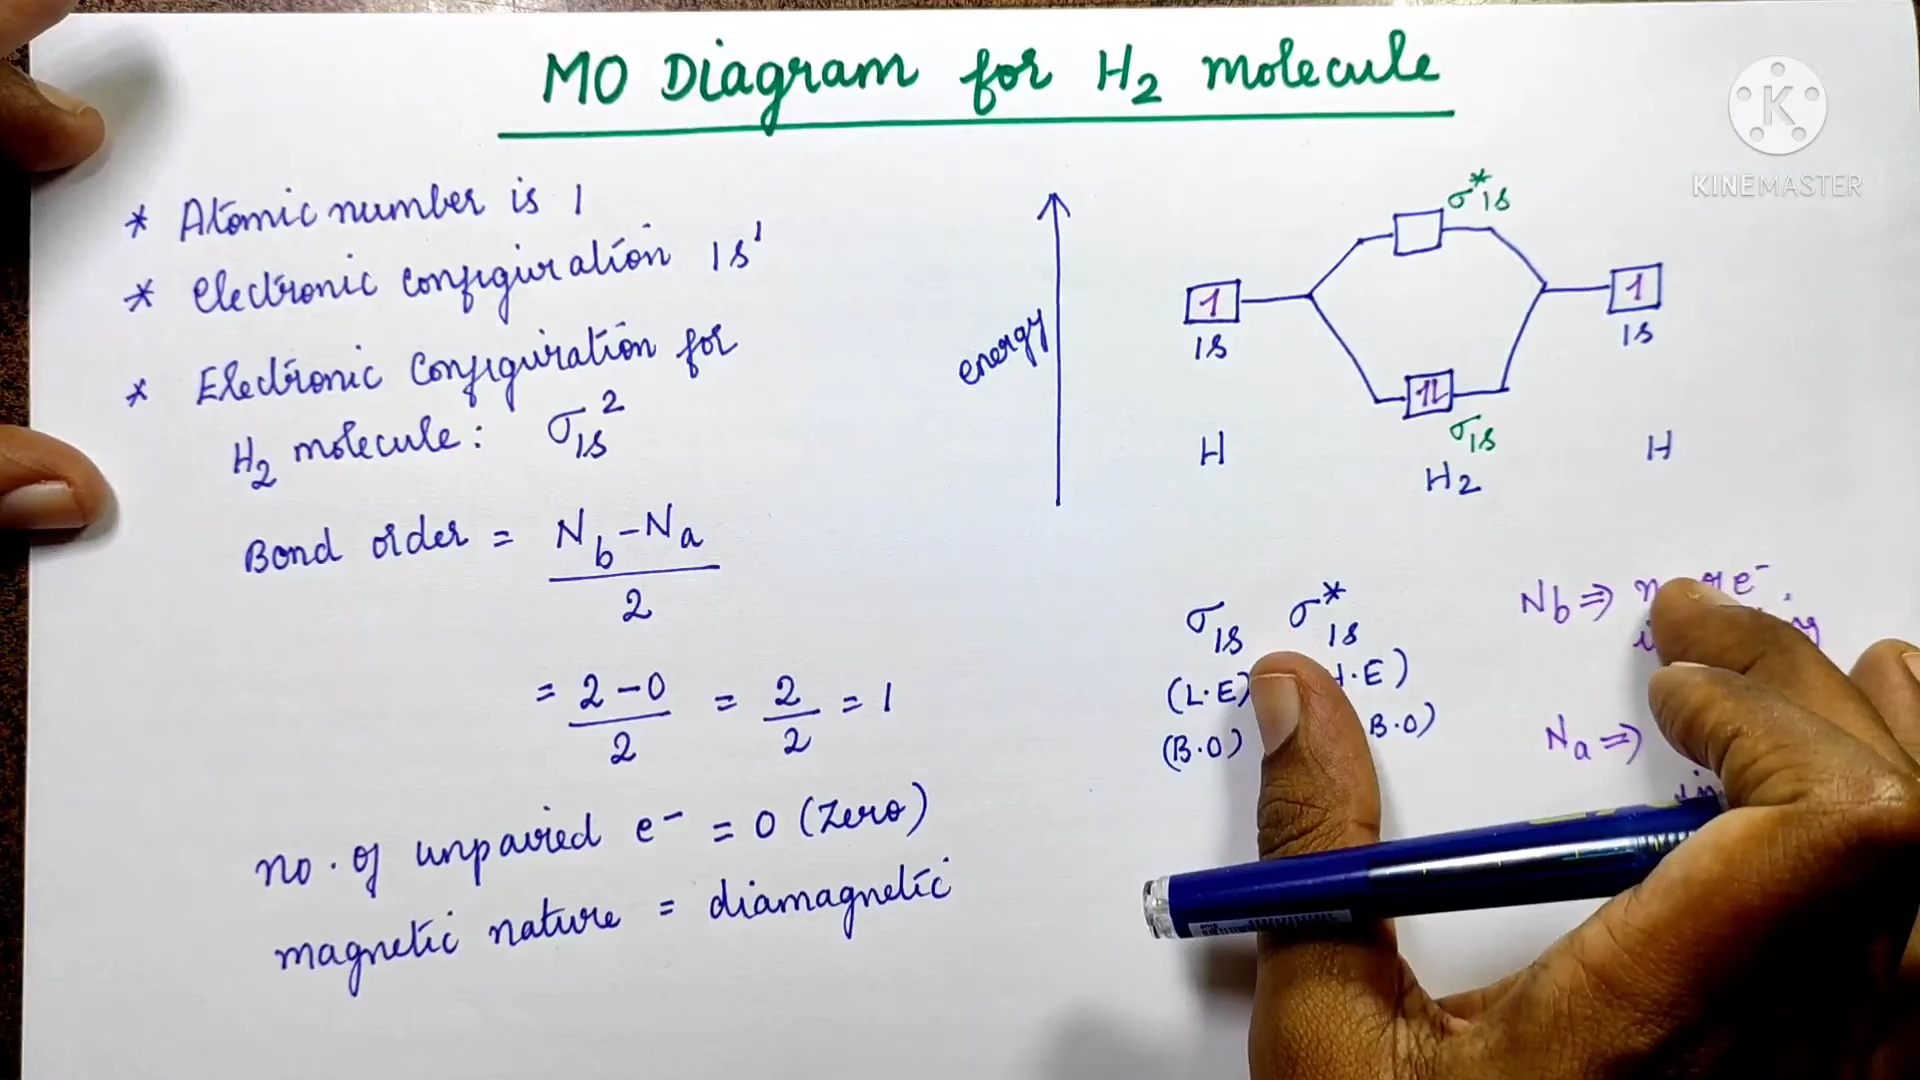 MO Diagram for H₂ molecule
K
KINEMASTER
* Atomic number is 1
* Electronic configuration 1s¹
* Electronic Configuration for
H₂ molecule: σ1s²
Bond order = Nb-Na / 2
= 2-0 / 2 = 2 / 2 = 1
no. of unpaired e⁻ = 0 (Zero)
magnetic nature = diamagnetic
energy
σ*1s
1 1
1s 1s
1L
σ1s
H H₂ H
σ1s σ*1s
(L.E) .E)
(B.O) B.O)
Nb ⇒ e⁻
Na ⇒